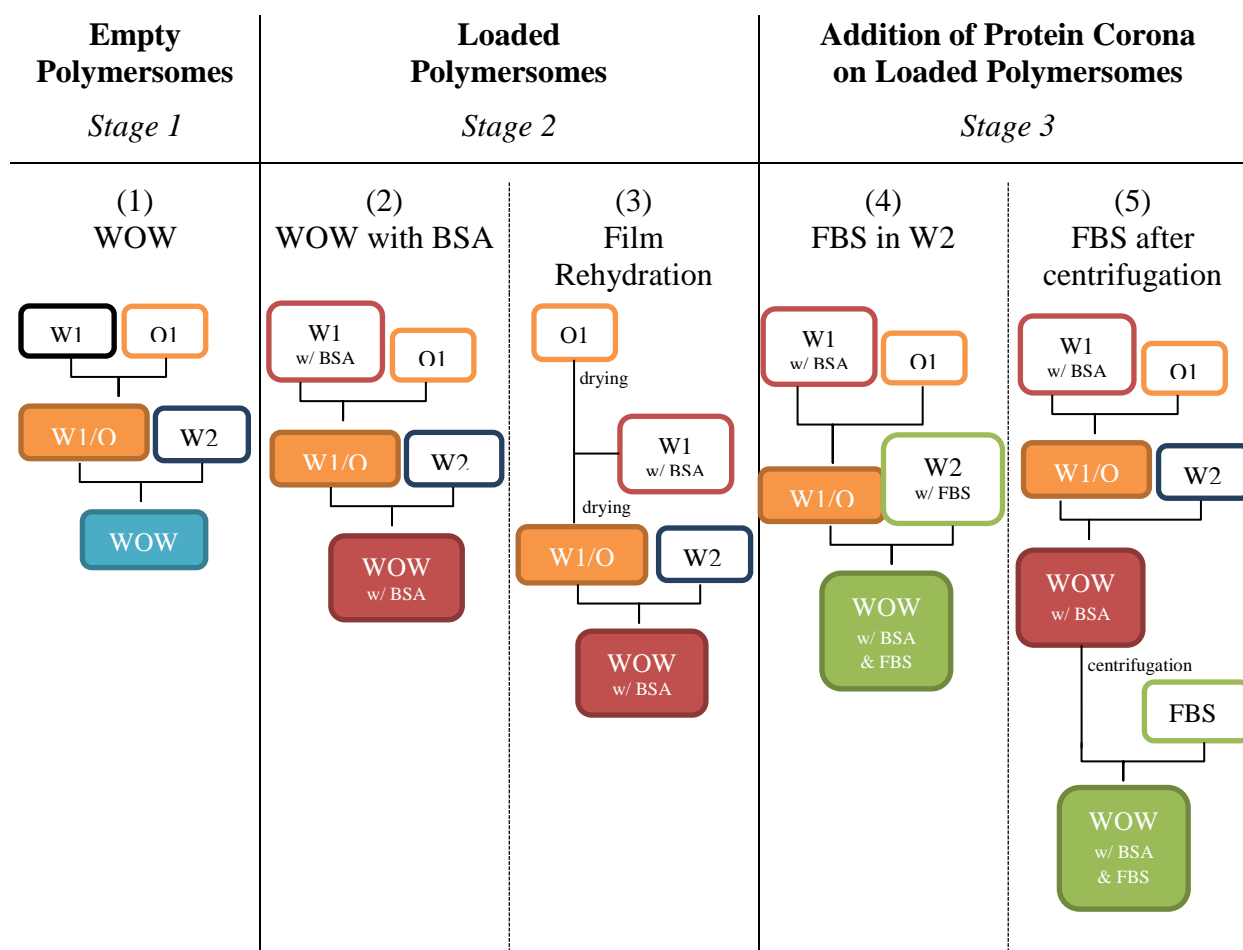 Empty
Polymersomes
Stage 1
Loaded
Polymersomes
Stage 2
Addition of Protein Corona
on Loaded Polymersomes
Stage 3
(1)
WOW
W1
O1
W1/O
W2
WOW
(2)
WOW with BSA
W1
w/ BSA
O1
W1/O
W2
WOW
w/ BSA
(3)
Film
Rehydration
O1
drying
W1
w/ BSA
drying
W1/O
W2
WOW
w/ BSA
(4)
FBS in W2
W1
w/ BSA
O1
W1/O
W2
w/ FBS
WOW
w/ BSA
& FBS
(5)
FBS after
centrifugation
W1
w/ BSA
O1
W1/O
W2
WOW
w/ BSA
centrifugation
FBS
WOW
w/ BSA
& FBS